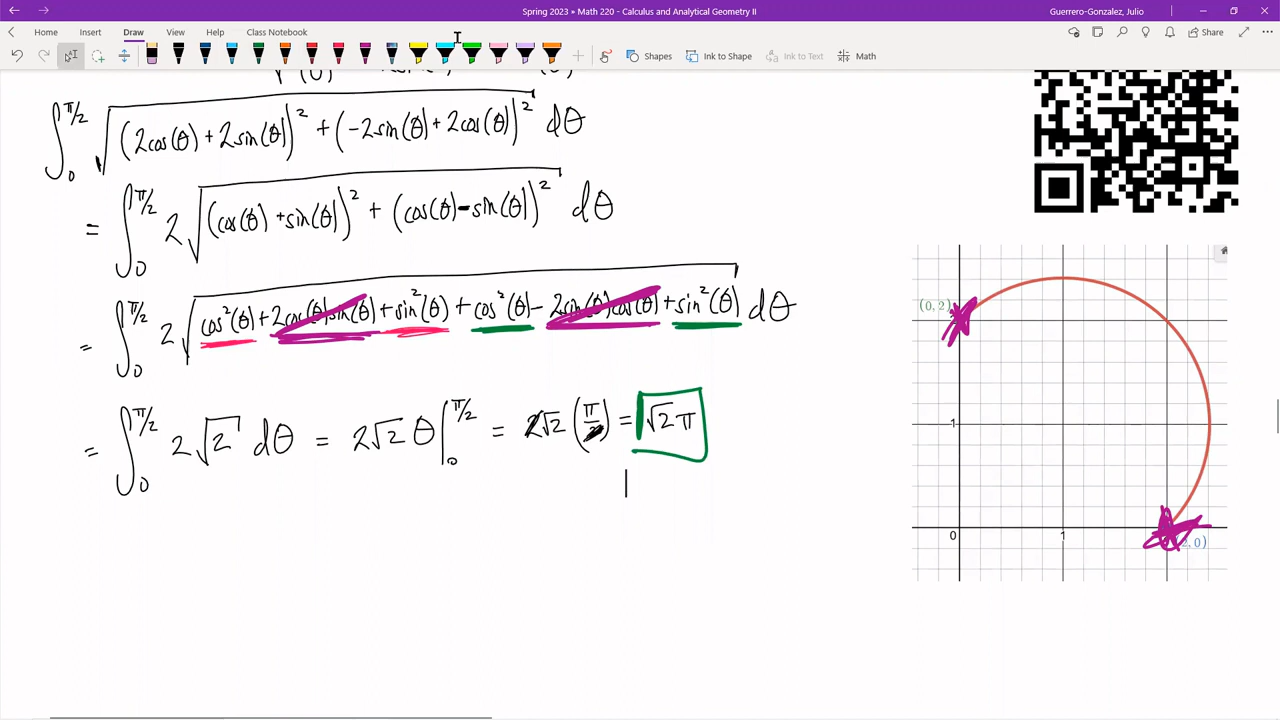 Spring 2023 • Math 220 - Calculus and Analytical Geometry II
Guerrero-Gonzalez, Julio
Home Insert Draw View Help Class Notebook
Share
Shapes Ink to Shape Ink to Text Math
∫₀^{π/2} √((2cos(θ) + 2sin(θ))² + (-2sin(θ) + 2cos(θ))²) dθ
= ∫₀^{π/2} 2√((cos(θ) + sin(θ))² + (cos(θ) - sin(θ))²) dθ
= ∫₀^{π/2} 2√(cos²(θ) + 2cos(θ)sin(θ) + sin²(θ) + cos²(θ) - 2sin(θ)cos(θ) + sin²(θ)) dθ
= ∫₀^{π/2} 2√2 dθ = 2√2 θ |₀^{π/2} = 2√2 (π/2) = √2 π
(0, 2)
1
0
1
,0)